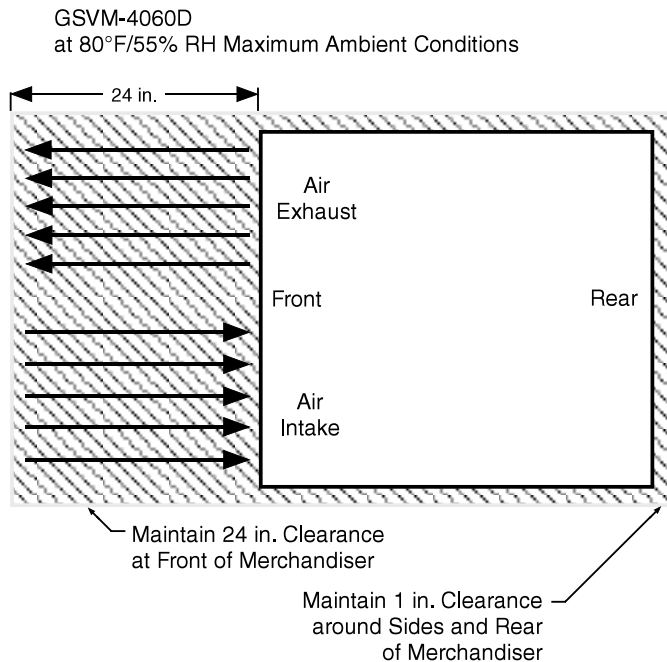 GSVM-4060D
at 80°F/55% RH Maximum Ambient Conditions
24 in.
Air
Exhaust
Front
Rear
Air
Intake
Maintain 24 in. Clearance
at Front of Merchandiser
Maintain 1 in. Clearance
around Sides and Rear
of Merchandiser